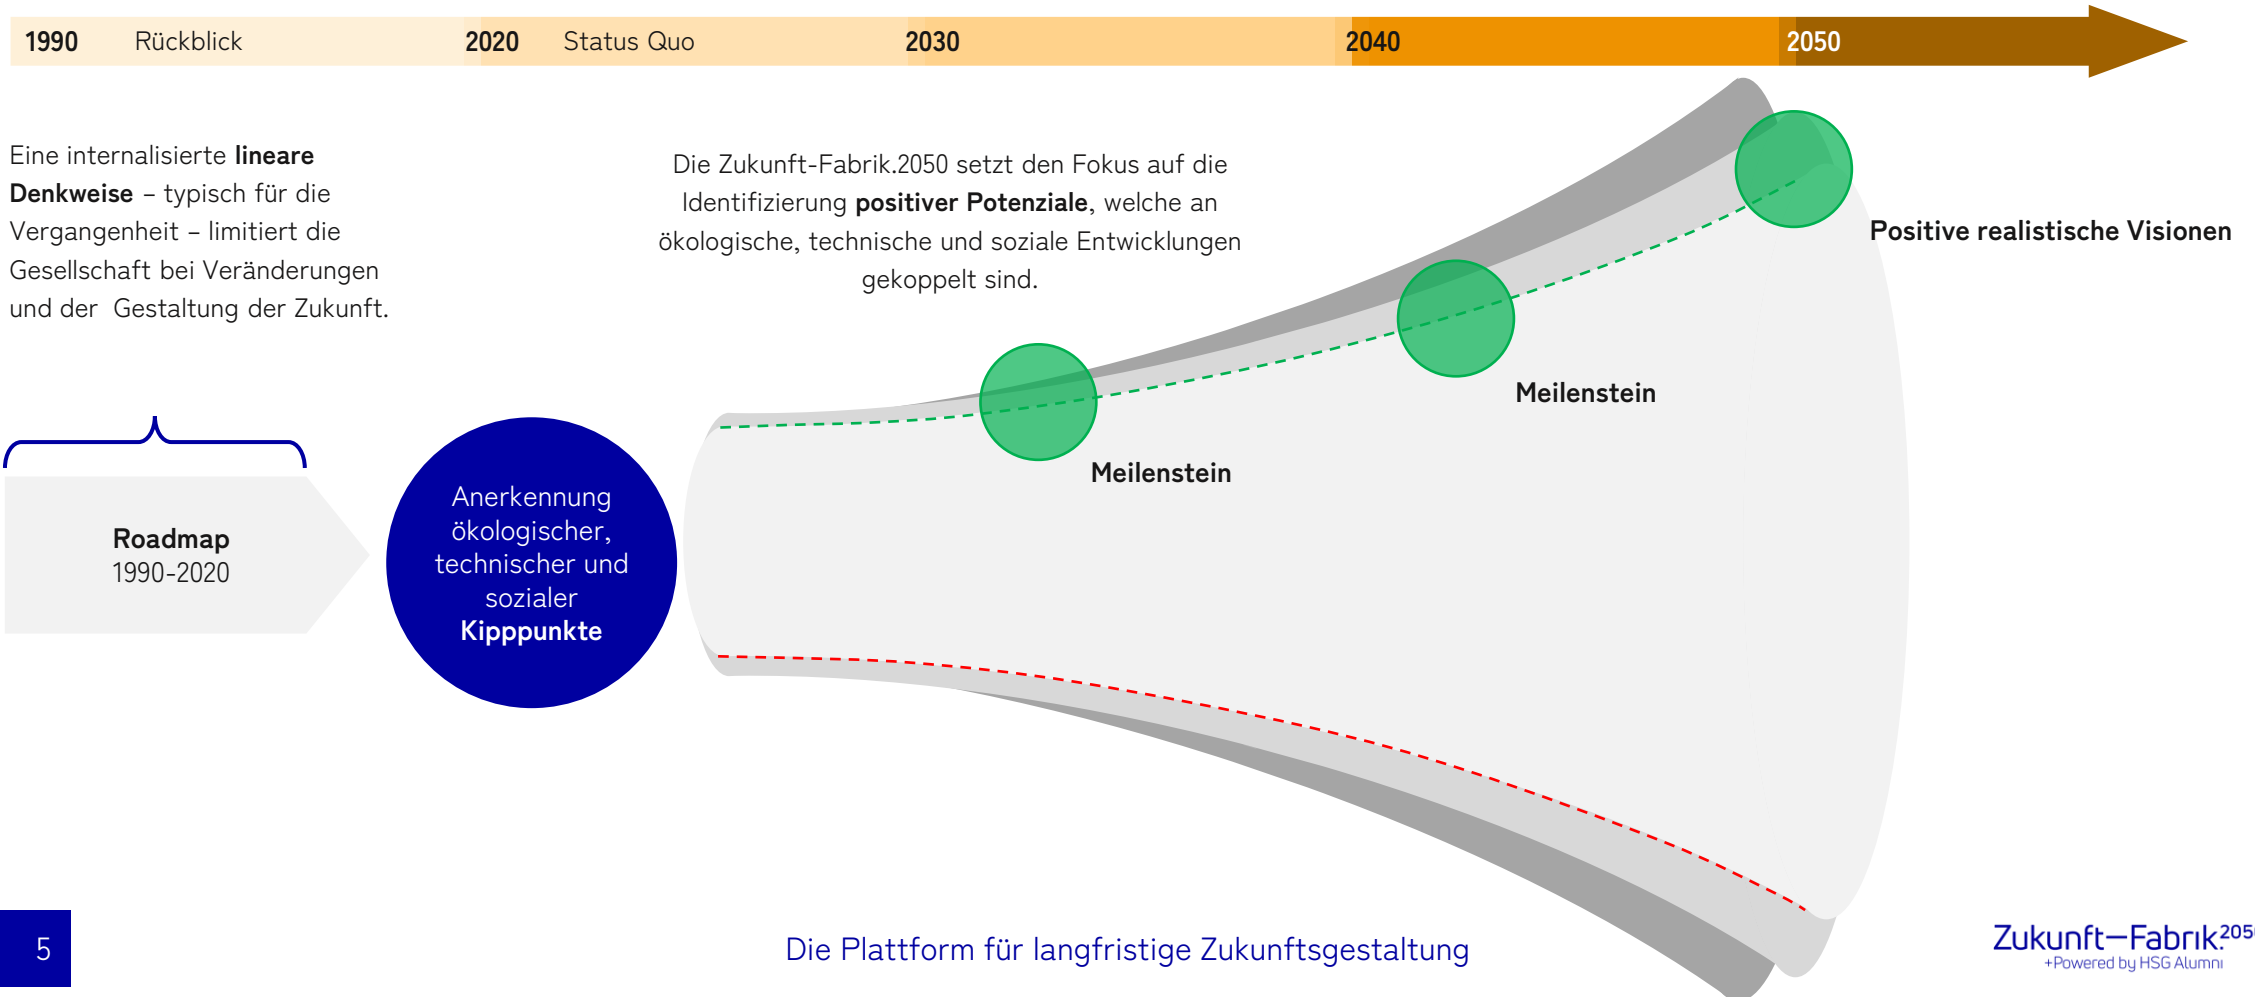 1990 Rückblick 2020 Status Quo 2030 2040 2050
Eine internalisierte lineare
Denkweise – typisch für die
Vergangenheit – limitiert die
Gesellschaft bei Veränderungen
und der  Gestaltung der Zukunft.
Die Zukunft-Fabrik.2050 setzt den Fokus auf die
Identifizierung positiver Potenziale, welche an
ökologische, technische und soziale Entwicklungen
gekoppelt sind.
Positive realistische Visionen
Meilenstein
Meilenstein
Roadmap
1990-2020
Anerkennung
ökologischer,
technischer und
sozialer
Kipppunkte
5
Die Plattform für langfristige Zukunftsgestaltung
Zukunft—Fabrik.2050
+Powered by HSG Alumni